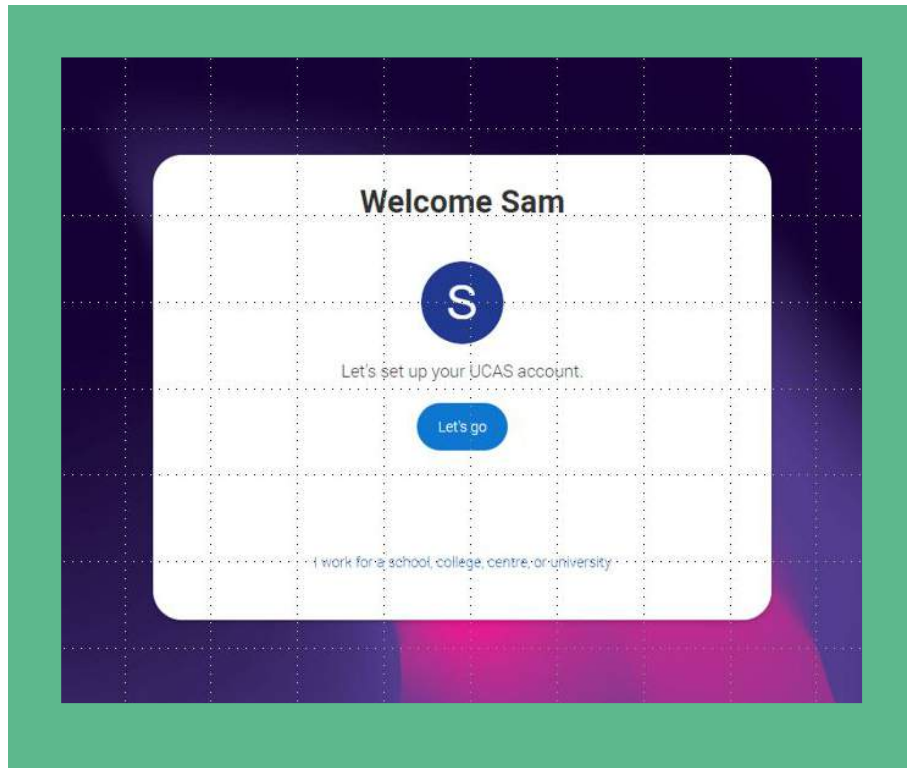 Welcome Sam
S
Let's set up your UCAS account.
Let's go
I work for a school, college, centre, or university